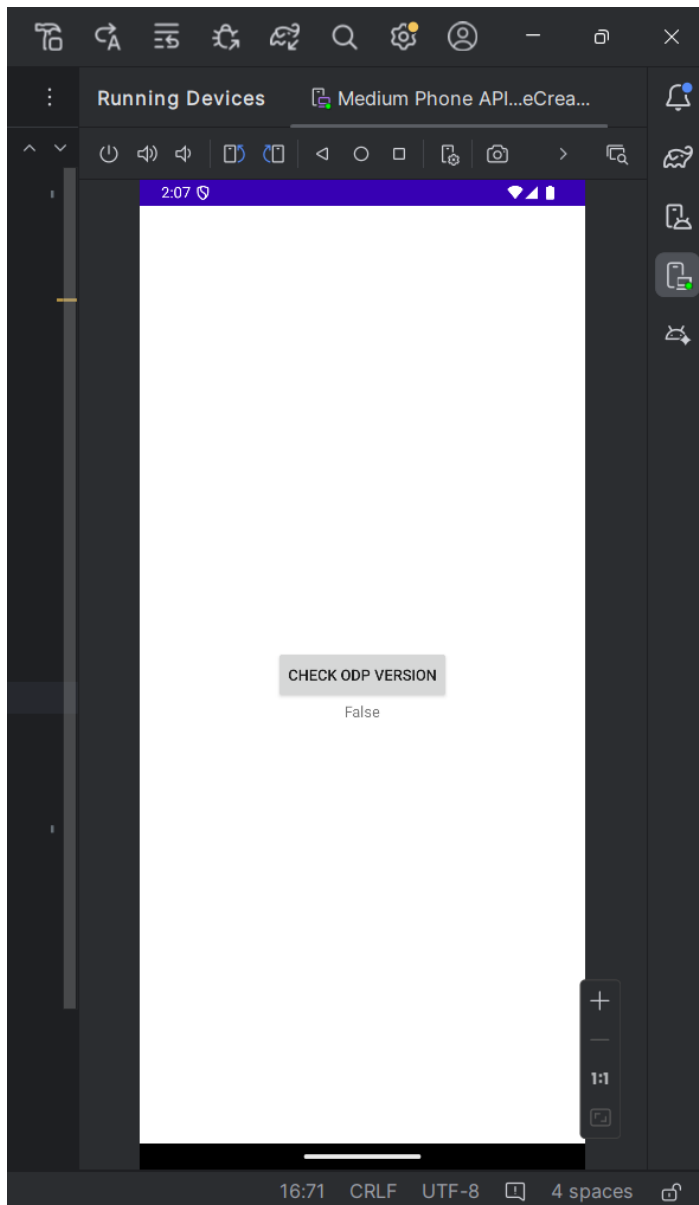 Running Devices
Medium Phone API...eCrea...
2:07
CHECK ODP VERSION
False
1:1
16:71 CRLF UTF-8 4 spaces